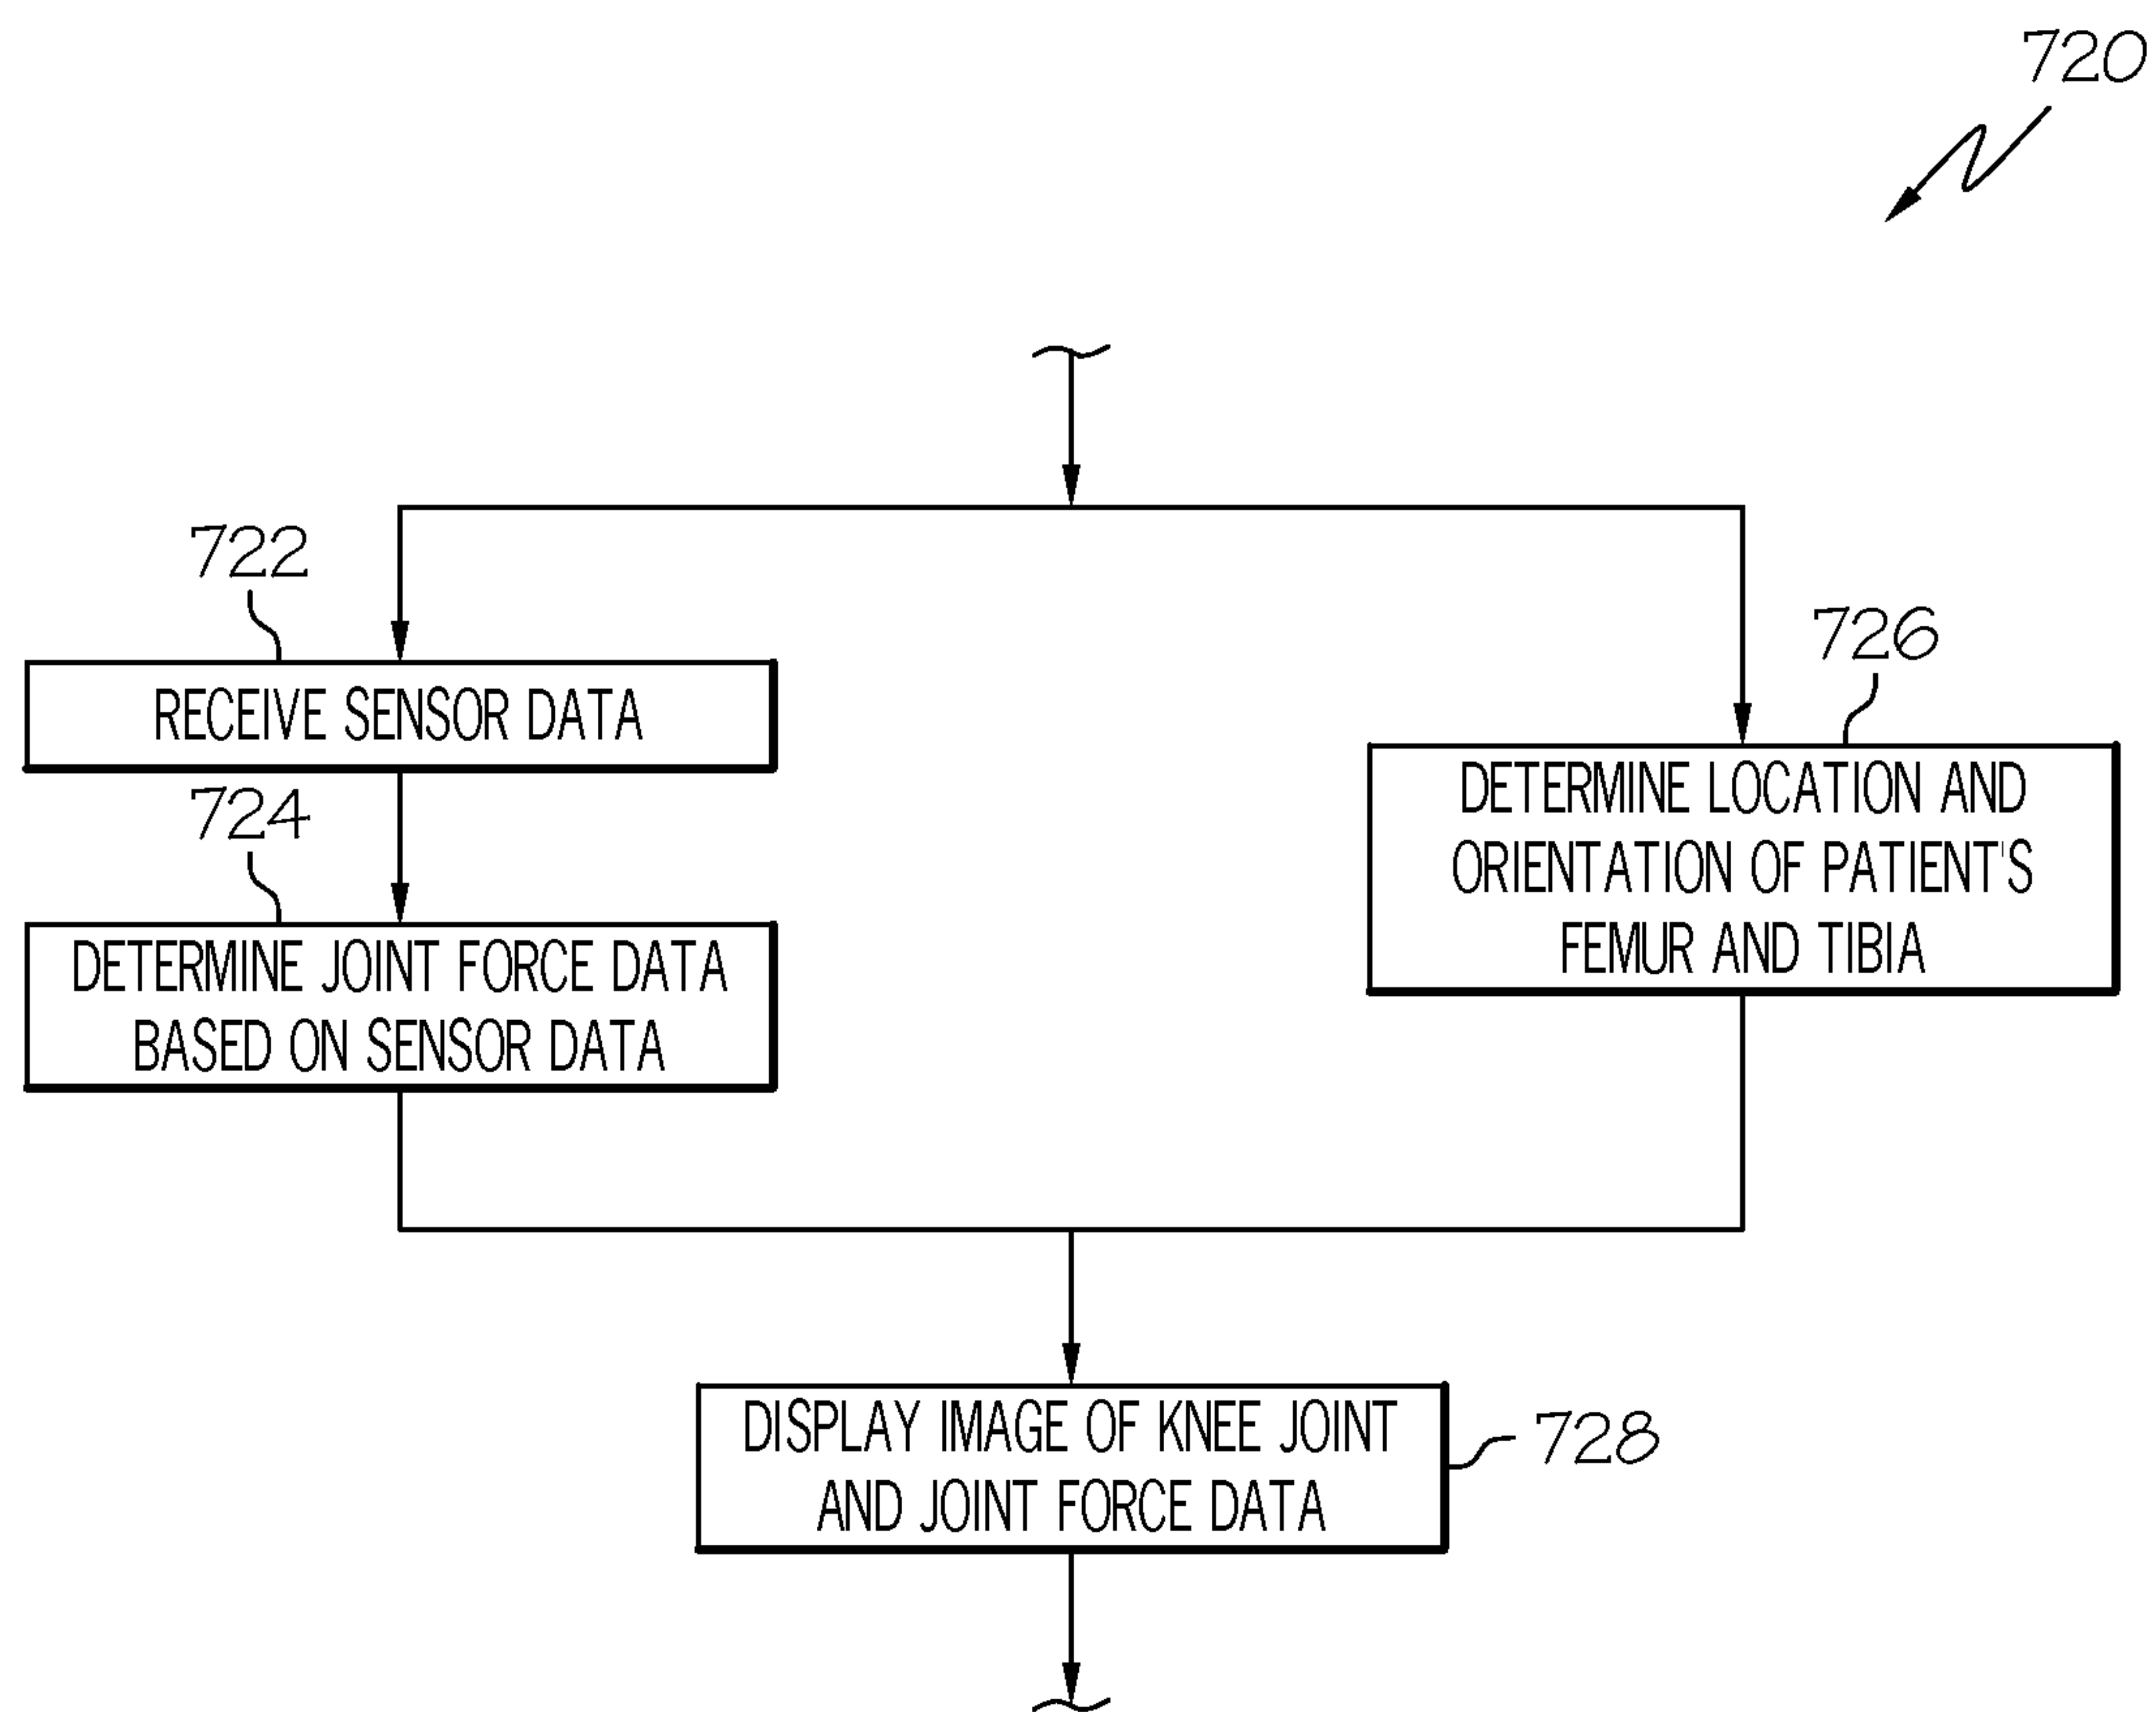 720
722
RECEIVE SENSOR DATA
724
DETERMINE JOINT FORCE DATA
BASED ON SENSOR DATA
726
DETERMINE LOCATION AND
ORIENTATION OF PATIENT'S
FEMUR AND TIBIA
DISPLAY IMAGE OF KNEE JOINT
AND JOINT FORCE DATA
728